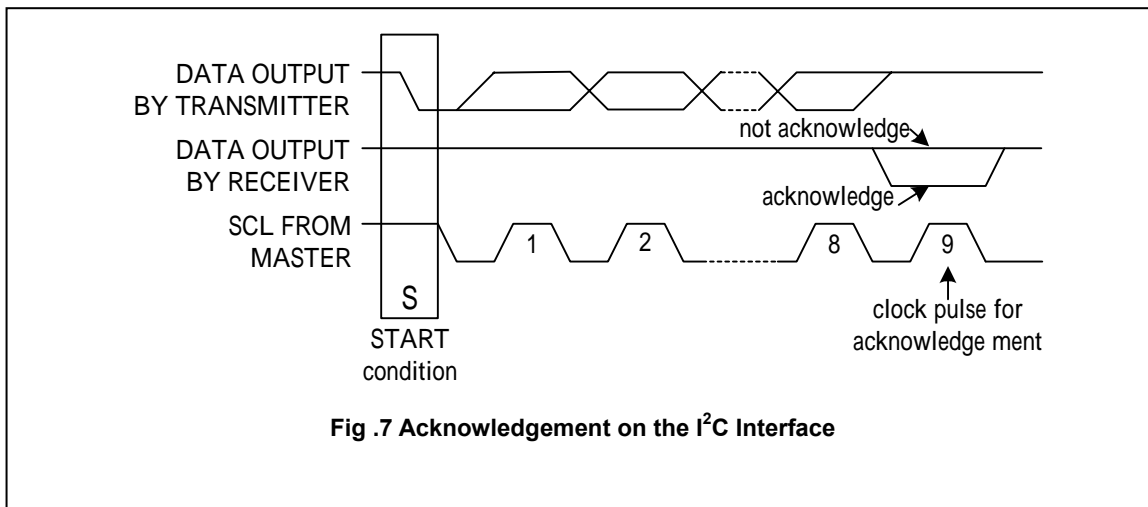 DATA OUTPUT
BY TRANSMITTER
not acknowledge
DATA OUTPUT
BY RECEIVER
acknowledge
SCL FROM
MASTER
1
2
8
9
S
START
condition
clock pulse for
acknowledge ment
Fig .7 Acknowledgement on the I²C Interface